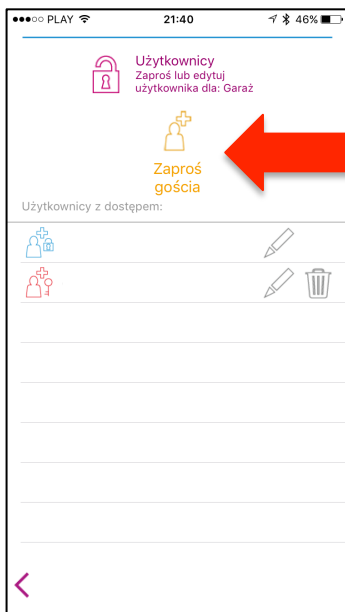 PLAY 21:40 46%
Użytkownicy
Zaproś lub edytuj
użytkownika dla: Garaż
Zaproś
gościa
Użytkownicy z dostępem: